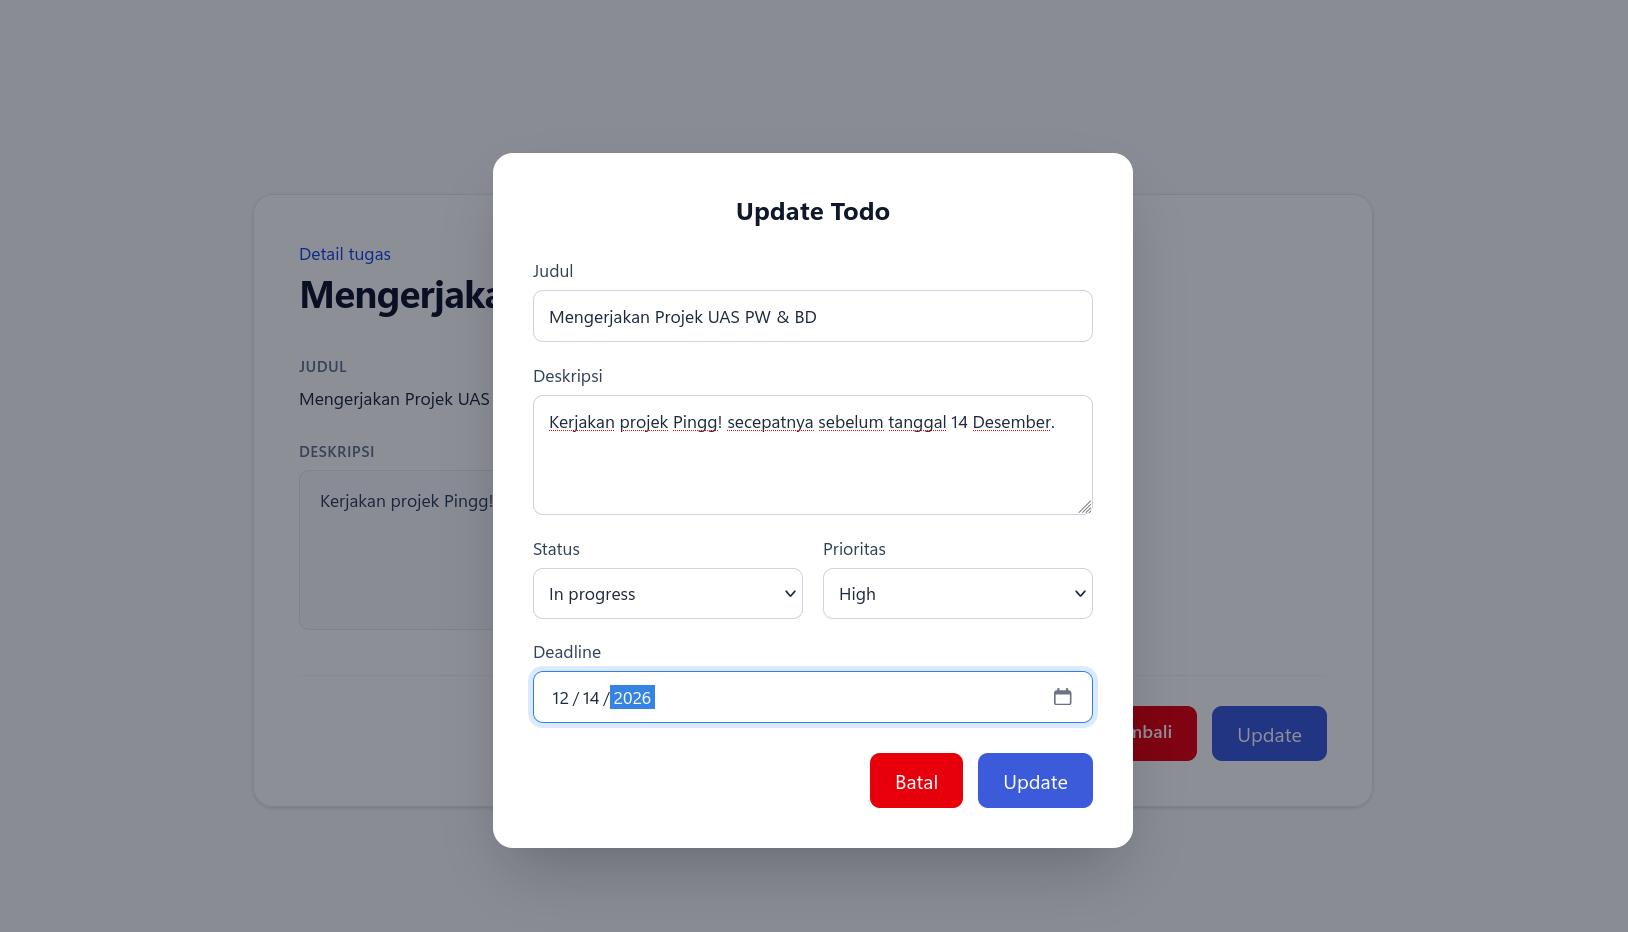 Update Todo
Detail tugas
Mengerjaka
Judul
Mengerjakan Projek UAS PW & BD
JUDUL
Mengerjakan Projek UAS
Deskripsi
Kerjakan projek Pingg! secepatnya sebelum tanggal 14 Desember.
DESKRIPSI
Kerjakan projek Pingg!
Status
Prioritas
In progress
High
Deadline
12 / 14 / 2026
mbali
Update
Batal
Update